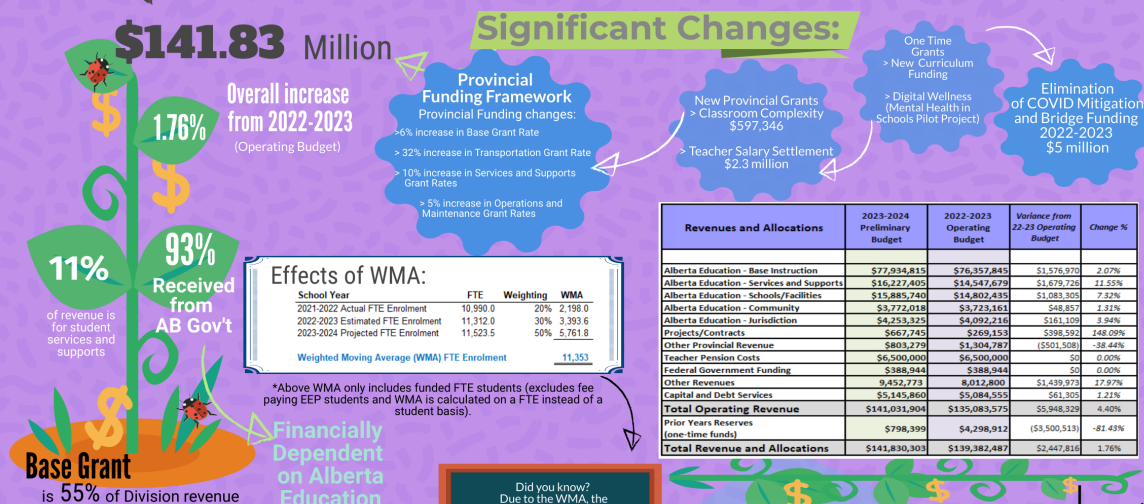 $141.83 Million
Significant Changes:
1.76%
Overall increase
from 2022-2023
(Operating Budget)
Provincial
Funding Framework
Provincial Funding changes:
>6% increase in Base Grant Rate
> 32% increase in Transportation Grant Rate
> 10% increase in Services and Supports
Grant Rates
> 5% increase in Operations and
Maintenance Grant Rates
New Provincial Grants
> Classroom Complexity
$597,346
> Teacher Salary Settlement
$2.3 million
One Time
Grants
> New Curriculum
Funding
> Digital Wellness
(Mental Health in
Schools Pilot Project)
Elimination
of COVID Mitigation
and Bridge Funding
2022-2023
$5 million
11%
of revenue is
for student
services and
supports
93%
Received
from
AB Gov't
Effects of WMA:
School Year FTE Weighting WMA
2021-2022 Actual FTE Enrolment 10,990.0 20% 2,198.0
2022-2023 Estimated FTE Enrolment 11,312.0 30% 3,393.6
2023-2024 Projected FTE Enrolment 11,523.5 50% 5,761.8
Weighted Moving Average (WMA) FTE Enrolment 11,353
*Above WMA only includes funded FTE students (excludes fee
paying EEP students and WMA is calculated on a FTE instead of a
student basis).
Revenues and Allocations 2023-2024 Preliminary Budget 2022-2023 Operating Budget Variance from 22-23 Operating Budget Change %
Alberta Education - Base Instruction $77,934,815 $76,357,845 $1,576,970 2.07%
Alberta Education - Services and Supports $16,227,405 $14,547,679 $1,679,726 11.55%
Alberta Education - Schools/Facilities $15,885,740 $14,802,435 $1,083,305 7.32%
Alberta Education - Community $3,772,018 $3,723,161 $48,857 1.31%
Alberta Education - Jurisdiction $4,253,325 $4,092,216 $161,109 3.94%
Projects/Contracts $667,745 $269,153 $398,592 148.09%
Other Provincial Revenue $803,279 $1,304,787 ($501,508) -38.44%
Teacher Pension Costs $6,500,000 $6,500,000 $0 0.00%
Federal Government Funding $388,944 $388,944 $0 0.00%
Other Revenues 9,452,773 8,012,800 $1,439,973 17.97%
Capital and Debt Services $5,145,860 $5,084,555 $61,305 1.21%
Total Operating Revenue $141,031,904 $135,083,575 $5,948,329 4.40%
Prior Years Reserves
(one-time funds) $798,399 $4,298,912 ($3,500,513) -81.43%
Total Revenue and Allocations $141,830,303 $139,382,487 $2,447,816 1.76%
Base Grant
is 55% of Division revenue
Financially
Dependent
on Alberta
Education
Did you know?
Due to the WMA, the